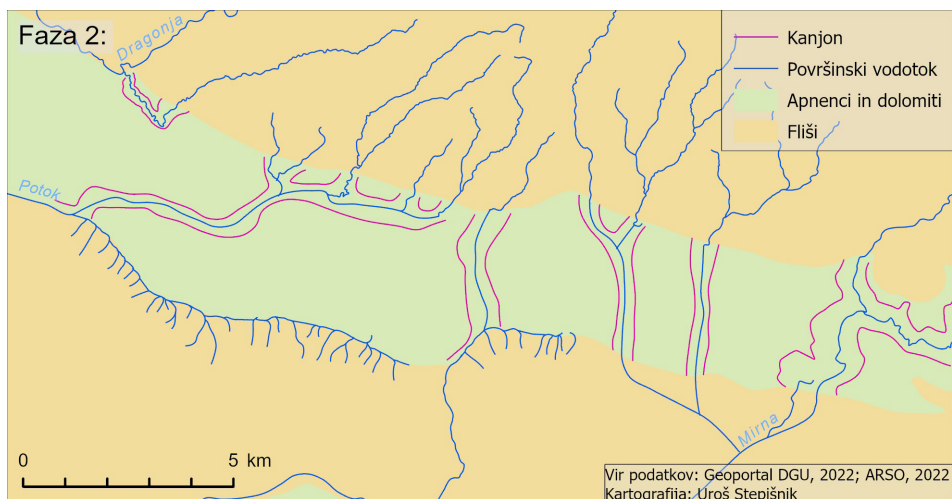 Faza 2:
Dragonja
Kanjon
Površinski vodotok
Apnenci in dolomiti
Fliši
Potok
Mirna
0 5 km
Vir podatkov: Geoportal DGU, 2022; ARSO, 2022
Kartografija: Uroš Stepišnik